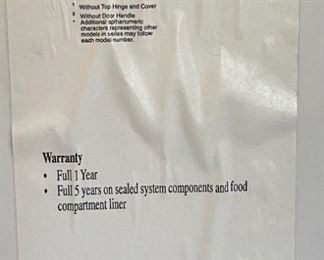 * Without Top Hinge and Cover
# Without Door Handle
* Additional alphanumeric
characters representing other
models in series may follow
each model number.
Warranty
• Full 1 Year
• Full 5 years on sealed system components and food
compartment liner